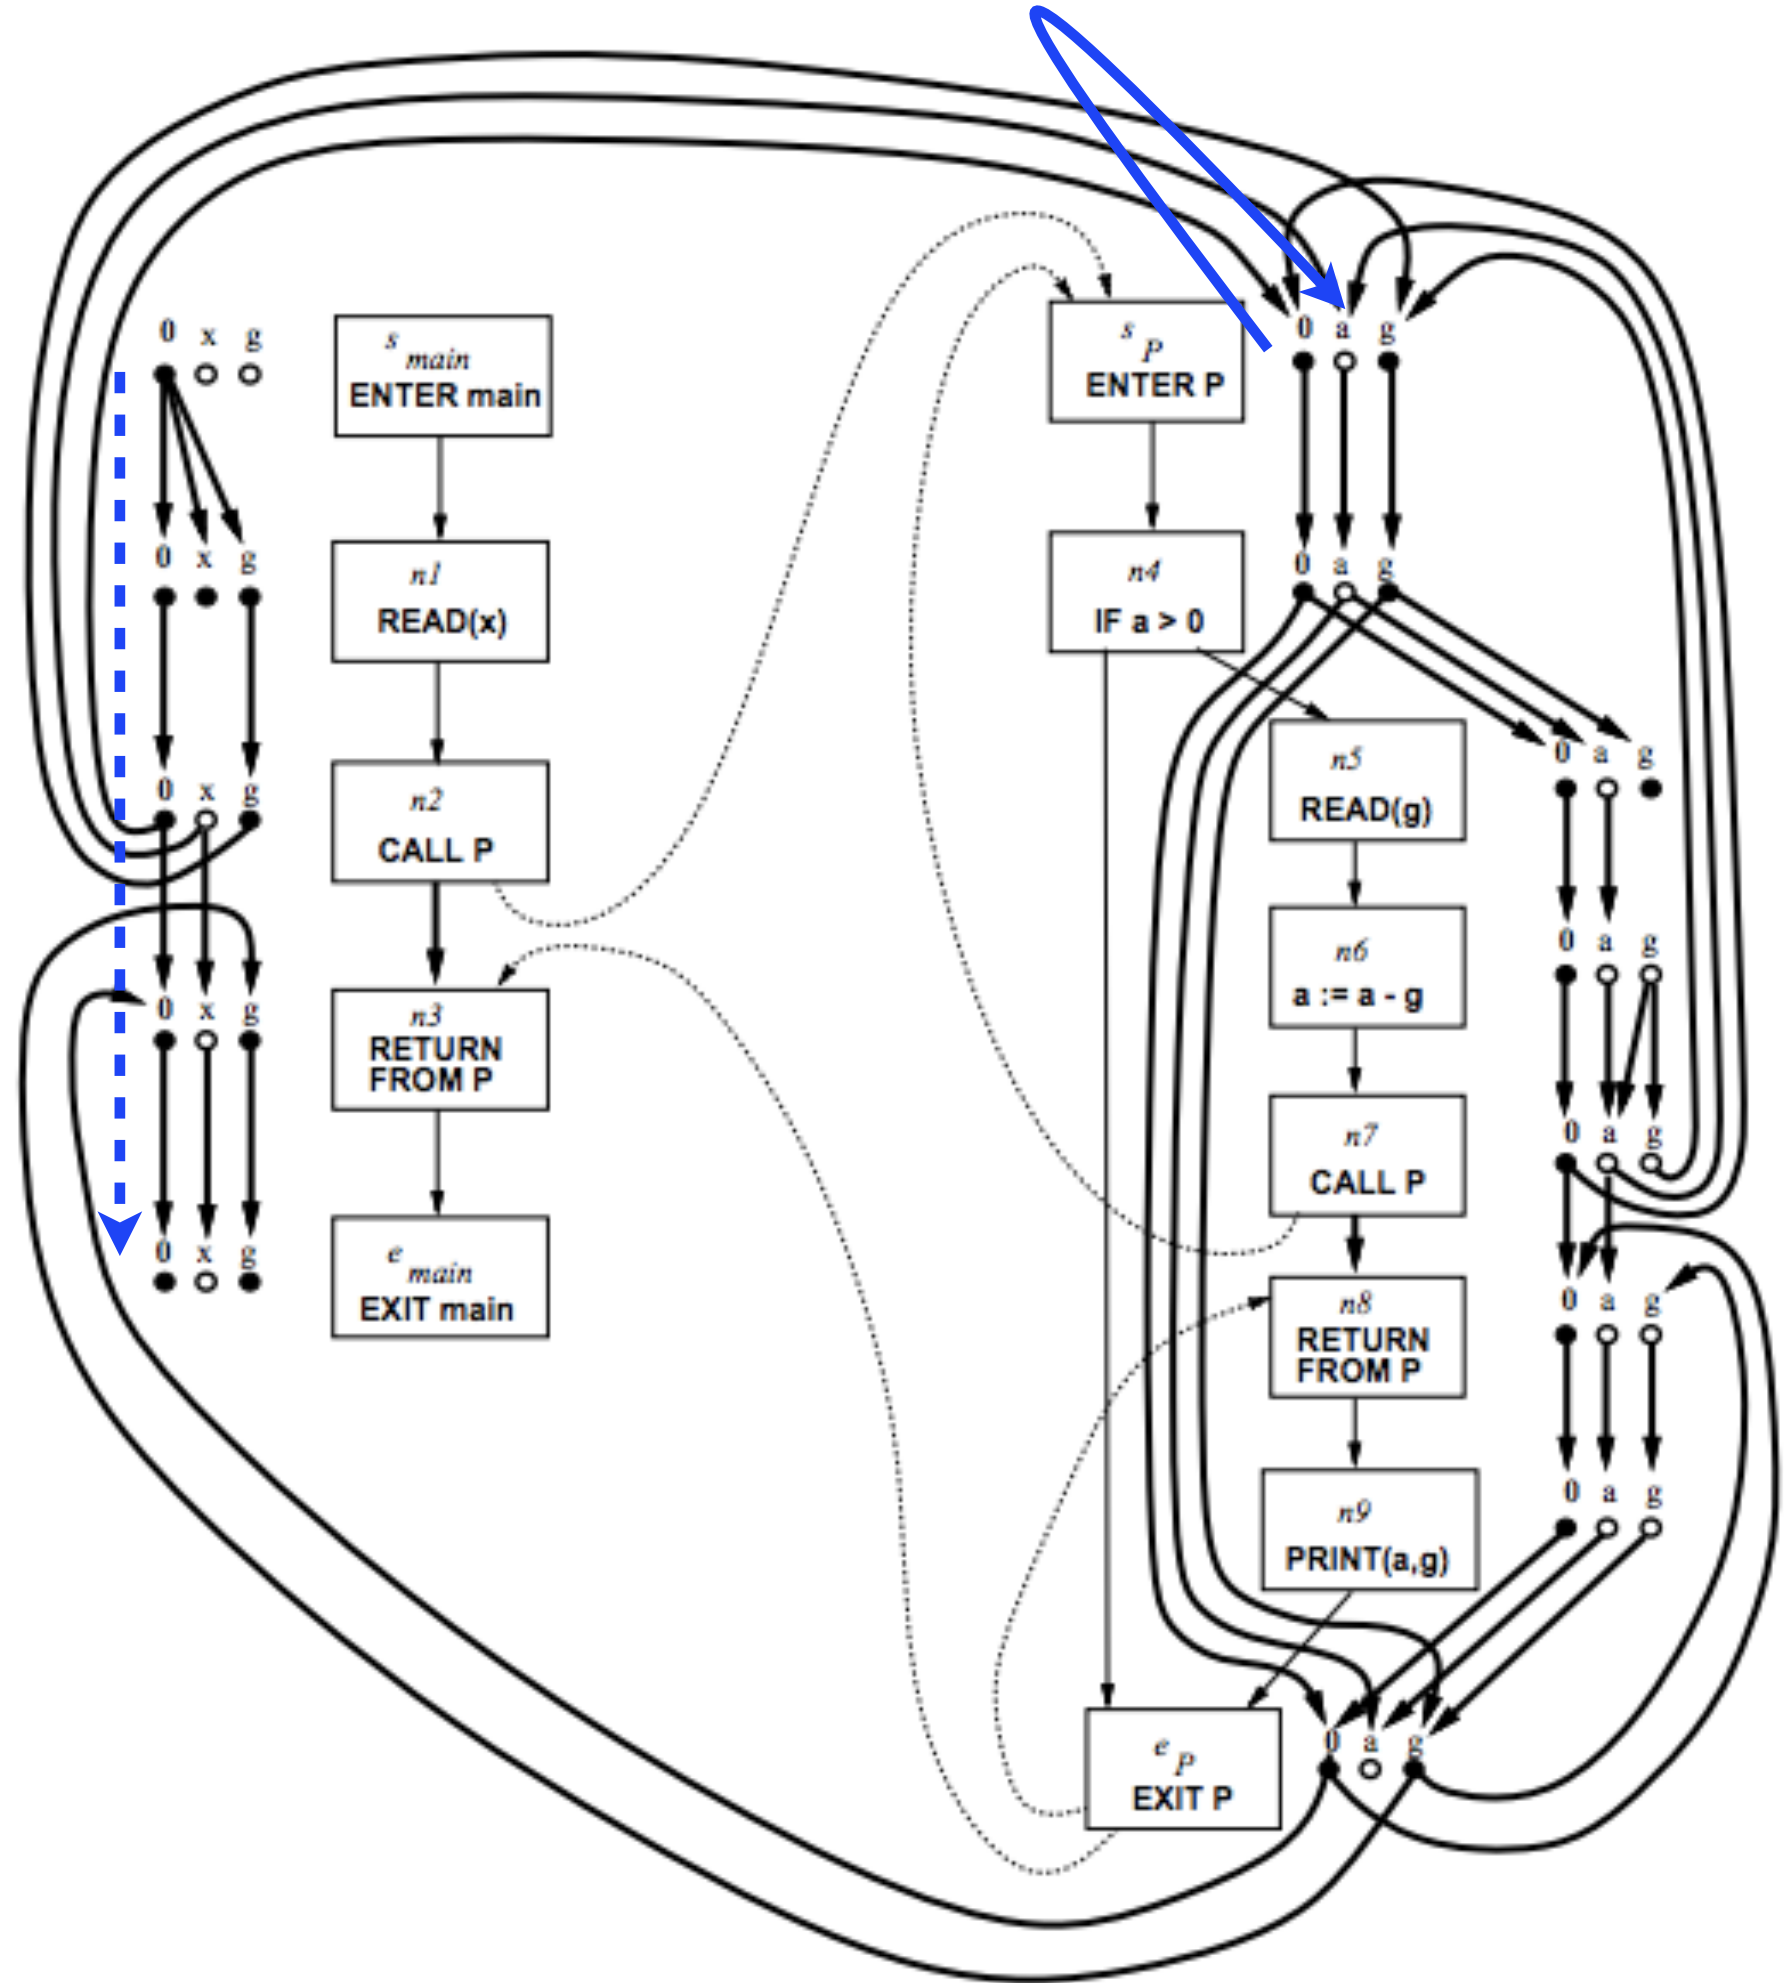 0 x g
s main
ENTER main
0 x g
n1
READ(x)
0 x g
n2
CALL P
0 x g
n3
RETURN
FROM P
0 x g
e main
EXIT main
s P
ENTER P
0 a g
n4
IF a > 0
0 a g
n5
READ(g)
0 a g
n6
a := a - g
0 a g
n7
CALL P
0 a g
n8
RETURN
FROM P
0 a g
n9
PRINT(a,g)
0 a g
e P
EXIT P
0 a g